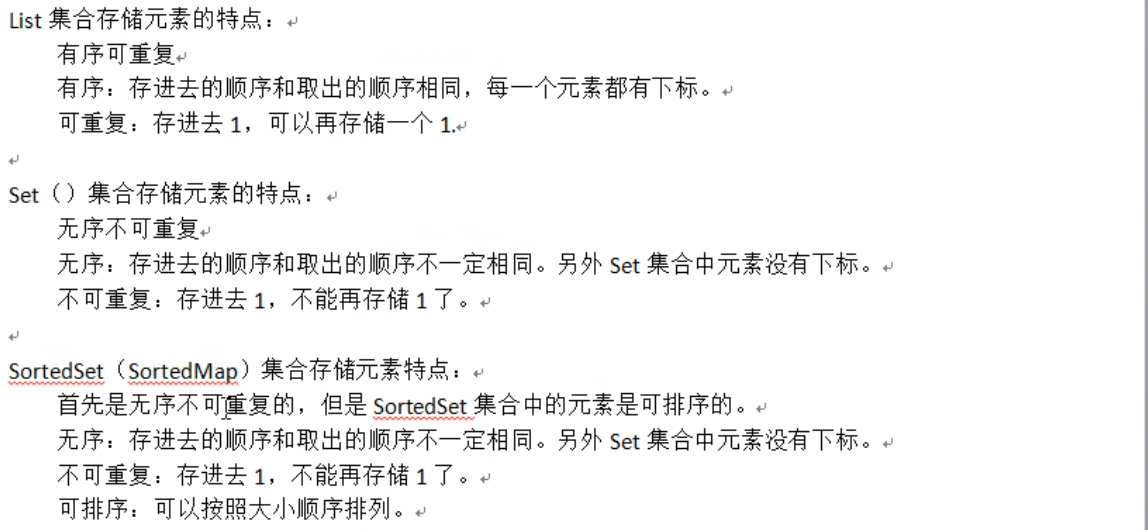 List 集合存储元素的特点：
有序可重复
有序：存进去的顺序和取出的顺序相同，每一个元素都有下标。
可重复：存进去 1，可以再存储一个 1.
Set（）集合存储元素的特点：
无序不可重复
无序：存进去的顺序和取出的顺序不一定相同。另外 Set 集合中元素没有下标。
不可重复：存进去 1，不能再存储 1 了。
SortedSet（SortedMap）集合存储元素特点：
首先是无序不可重复的，但是 SortedSet 集合中的元素是可排序的。
无序：存进去的顺序和取出的顺序不一定相同。另外 Set 集合中元素没有下标。
不可重复：存进去 1，不能再存储 1 了。
可排序：可以按照大小顺序排列。